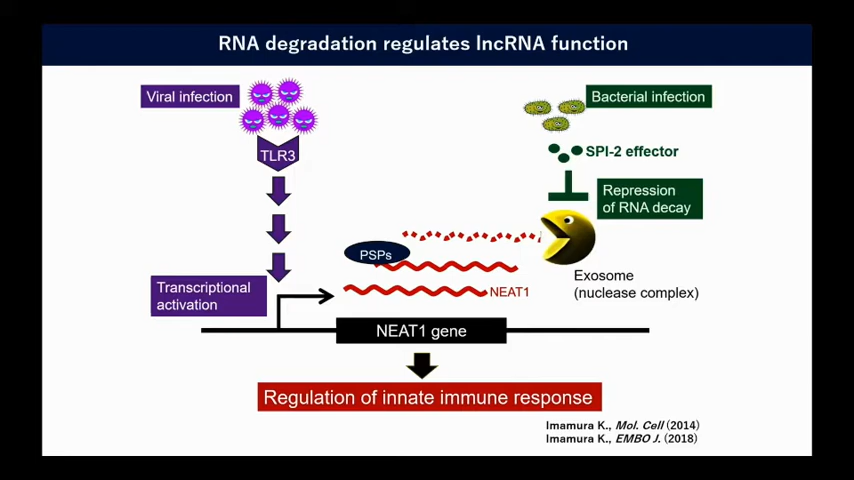 RNA degradation regulates lncRNA function
Viral infection
Bacterial infection
TLR3
SPI-2 effector
Repression
of RNA decay
PSPs
Exosome
(nuclease complex)
Transcriptional
activation
NEAT1
NEAT1 gene
Regulation of innate immune response
Imamura K., Mol. Cell (2014)
Imamura K., EMBO J. (2018)